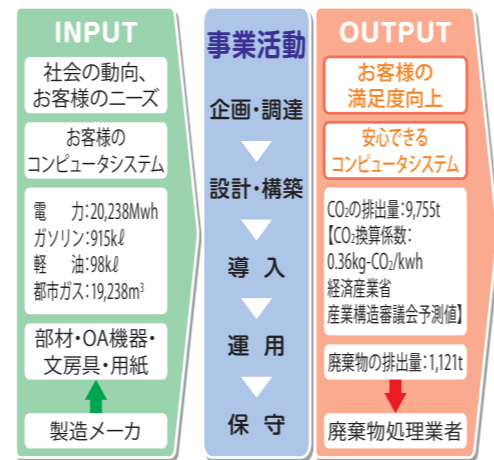 INPUT
社会の動向、
お客様のニーズ
お客様の
コンピュータシステム
電　力:20,238Mwh
ガソリン:915kℓ
軽　油:98kℓ
都市ガス:19,238m³
部材・OA機器・
文房具・用紙
製造メーカ
事業活動
企画・調達
設計・構築
導 入
運 用
保 守
OUTPUT
お客様の
満足度向上
安心できる
コンピュータシステム
CO₂の排出量:9,755t
【CO₂換算係数:
0.36kg-CO₂/kwh
経済産業省
産業構造審議会予測値】
廃棄物の排出量:1,121t
廃棄物処理業者